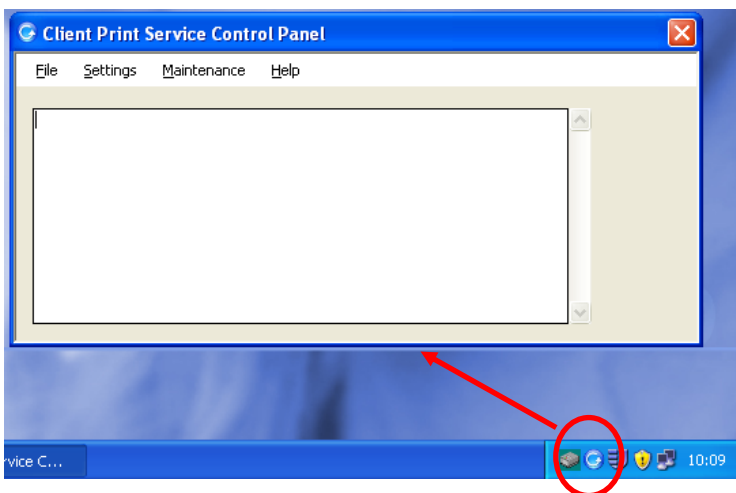 Client Print Service Control Panel
File Settings Maintenance Help
rvice C...
10:09